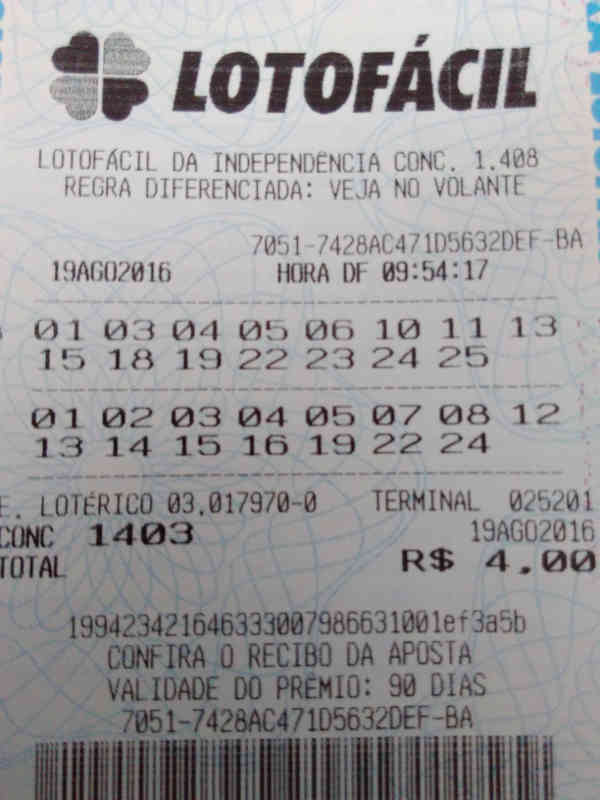 LOTOFÁCIL
LOTOFÁCIL DA INDEPENDÊNCIA CONC. 1.408
REGRA DIFERENCIADA: VEJA NO VOLANTE
7051-7428AC471D5632DEF-BA
19AGO2016 HORA DF 09:54:17
01 03 04 05 06 10 11 13
15 18 19 22 23 24 25
01 02 03 04 05 07 08 12
13 14 15 16 19 22 24
E. LOTÉRICO 03.017970-0 TERMINAL 025201
CONC 1403 19AGO2016
TOTAL R$ 4,00
199423421646333007986631001ef3a5b
CONFIRA O RECIBO DA APOSTA
VALIDADE DO PRÊMIO: 90 DIAS
7051-7428AC471D5632DEF-BA